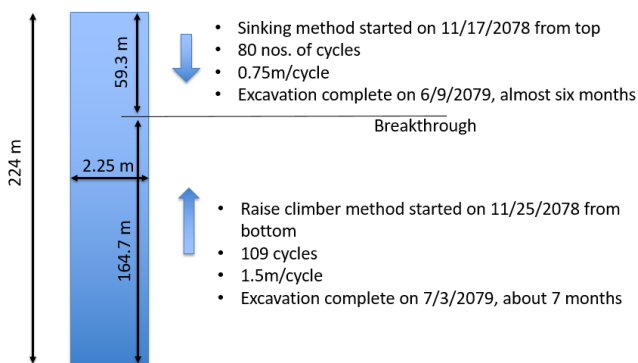 224 m
59.3 m
2.25 m
164.7 m
• Sinking method started on 11/17/2078 from top
• 80 nos. of cycles
• 0.75m/cycle
• Excavation complete on 6/9/2079, almost six months
Breakthrough
• Raise climber method started on 11/25/2078 from
bottom
• 109 cycles
• 1.5m/cycle
• Excavation complete on 7/3/2079, about 7 months